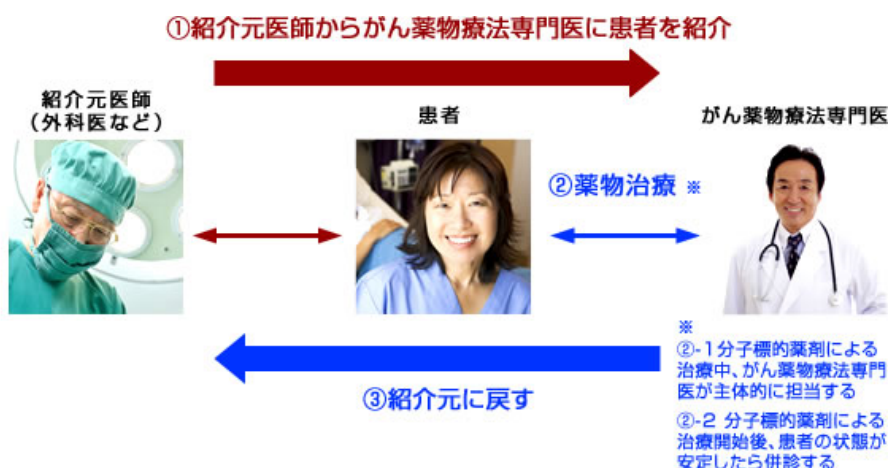 ①紹介元医師からがん薬物療法専門医に患者を紹介
紹介元医師
（外科医など）
患者
がん薬物療法専門医
②薬物治療 ※
③紹介元に戻す
※
②-1分子標的薬剤による
治療中、がん薬物療法専門
医が主体的に担当する
②-2 分子標的薬剤による
治療開始後、患者の状態が
安定したら併診する